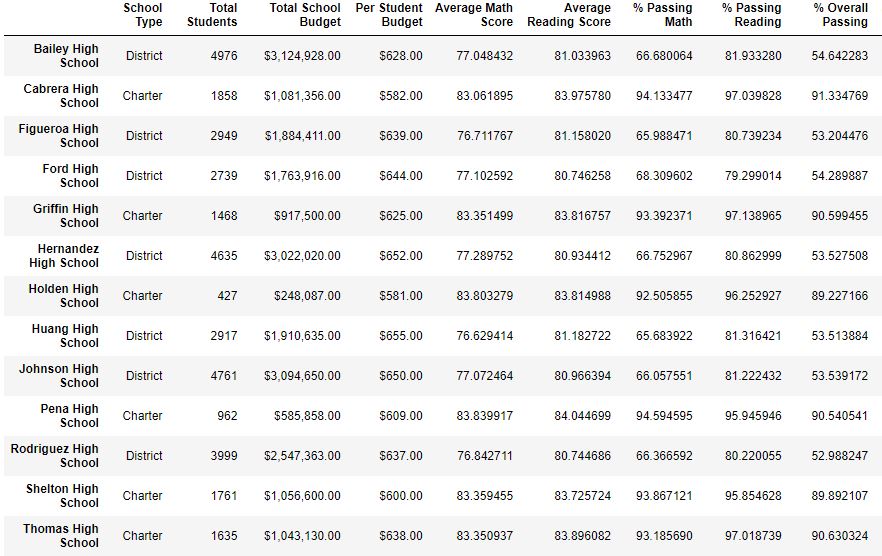 School Type Total Students Total School Budget Per Student Budget Average Math Score Average Reading Score % Passing Math % Passing Reading % Overall Passing
Bailey High School District 4976 $3,124,928.00 $628.00 77.048432 81.033963 66.680064 81.933280 54.642283
Cabrera High School Charter 1858 $1,081,356.00 $582.00 83.061895 83.975780 94.133477 97.039828 91.334769
Figueroa High School District 2949 $1,884,411.00 $639.00 76.711767 81.158020 65.988471 80.739234 53.204476
Ford High School District 2739 $1,763,916.00 $644.00 77.102592 80.746258 68.309602 79.299014 54.289887
Griffin High School Charter 1468 $917,500.00 $625.00 83.351499 83.816757 93.392371 97.138965 90.599455
Hernandez High School District 4635 $3,022,020.00 $652.00 77.289752 80.934412 66.752967 80.862999 53.527508
Holden High School Charter 427 $248,087.00 $581.00 83.803279 83.814988 92.505855 96.252927 89.227166
Huang High School District 2917 $1,910,635.00 $655.00 76.629414 81.182722 65.683922 81.316421 53.513884
Johnson High School District 4761 $3,094,650.00 $650.00 77.072464 80.966394 66.057551 81.222432 53.539172
Pena High School Charter 962 $585,858.00 $609.00 83.839917 84.044699 94.594595 95.945946 90.540541
Rodriguez High School District 3999 $2,547,363.00 $637.00 76.842711 80.744686 66.366592 80.220055 52.988247
Shelton High School Charter 1761 $1,056,600.00 $600.00 83.359455 83.725724 93.867121 95.854628 89.892107
Thomas High School Charter 1635 $1,043,130.00 $638.00 83.350937 83.896082 93.185690 97.018739 90.630324